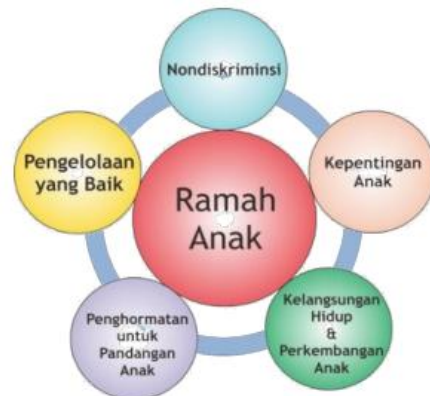 Nondiskriminsi
Kepentingan
Anak
Kelangsungan
Hidup
&
Perkembangan
Anak
Penghormatan
untuk
Pandangan
Anak
Pengelolaan
yang Baik
Ramah
Anak